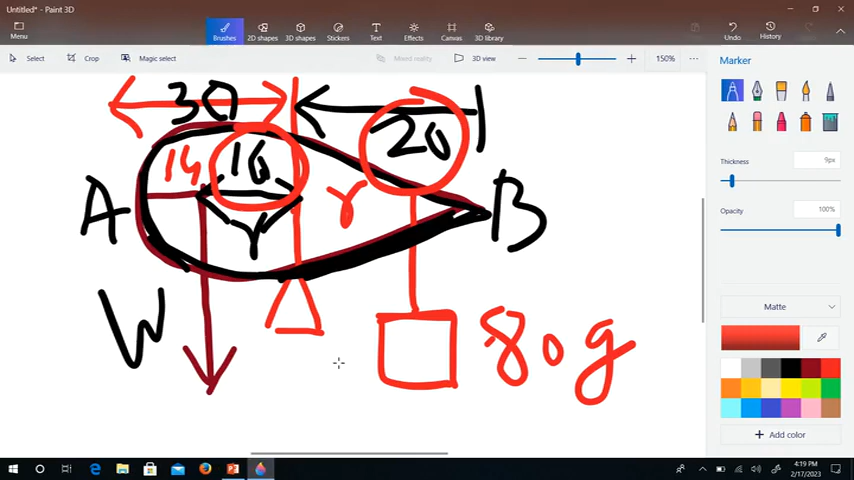 Untitled* - Paint 3D
Menu
Brushes
2D shapes
3D shapes
Stickers
Text
Effects
Canvas
3D library
Undo
History
Select
Crop
Magic select
Mixed reality
3D view
150%
Marker
Thickness
9px
Opacity
100%
Matte
Add color
30
20
14
16
r
r
A
B
W
80g
4:19 PM
2/17/2023